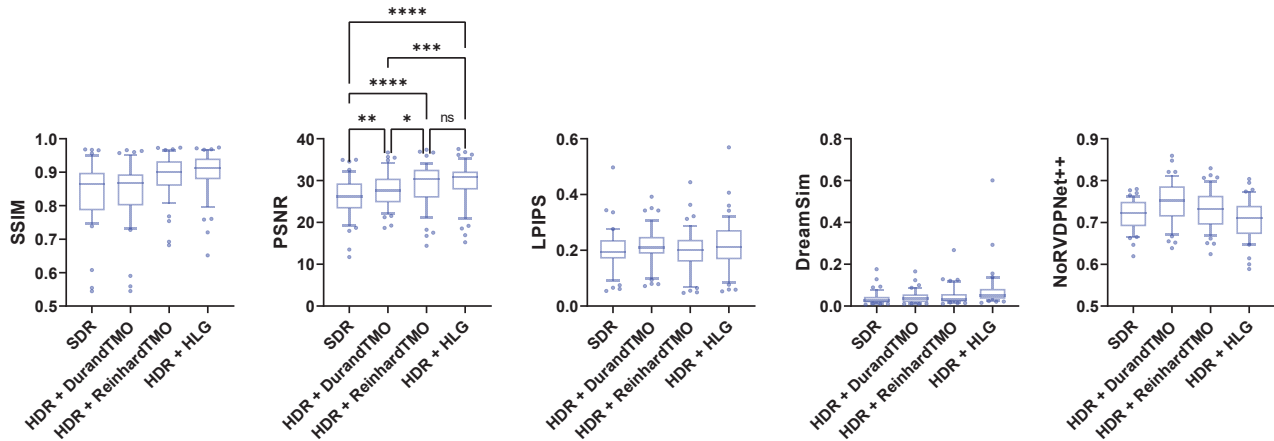 SSIM
1.0
0.9
0.8
0.7
0.6
0.5
SDR
HDR + DurandTMO
HDR + ReinhardTMO
HDR + HLG
PSNR
40
30
20
10
0
****
***
****
** * ns
SDR
HDR + DurandTMO
HDR + ReinhardTMO
HDR + HLG
LPIPS
0.6
0.4
0.2
0.0
SDR
HDR + DurandTMO
HDR + ReinhardTMO
HDR + HLG
DreamSim
0.8
0.6
0.4
0.2
0.0
SDR
HDR + DurandTMO
HDR + ReinhardTMO
HDR + HLG
NoRVDPNet++
0.9
0.8
0.7
0.6
0.5
SDR
HDR + DurandTMO
HDR + ReinhardTMO
HDR + HLG